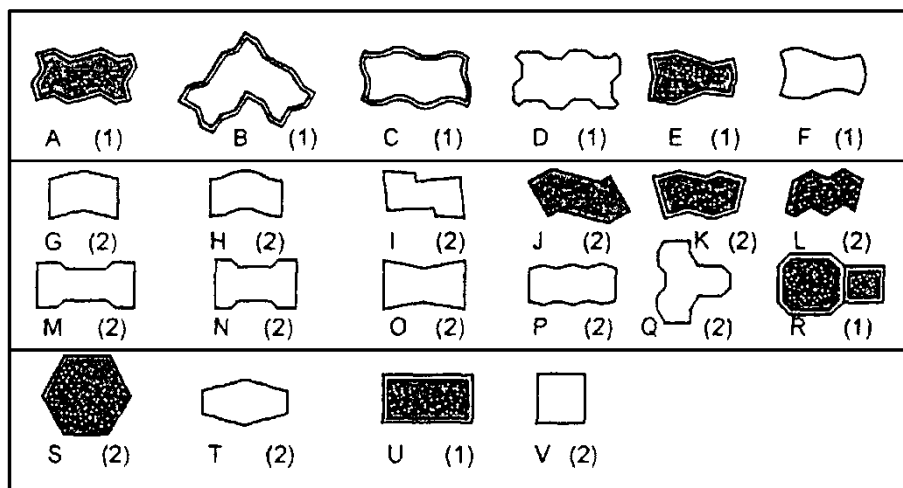 A (1) B (1) C (1) D (1) E (1) F (1)
G (2) H (2) I (2) J (2) K (2) L (2)
M (2) N (2) O (2) P (2) Q (2) R (1)
S (2) T (2) U (1) V (2)